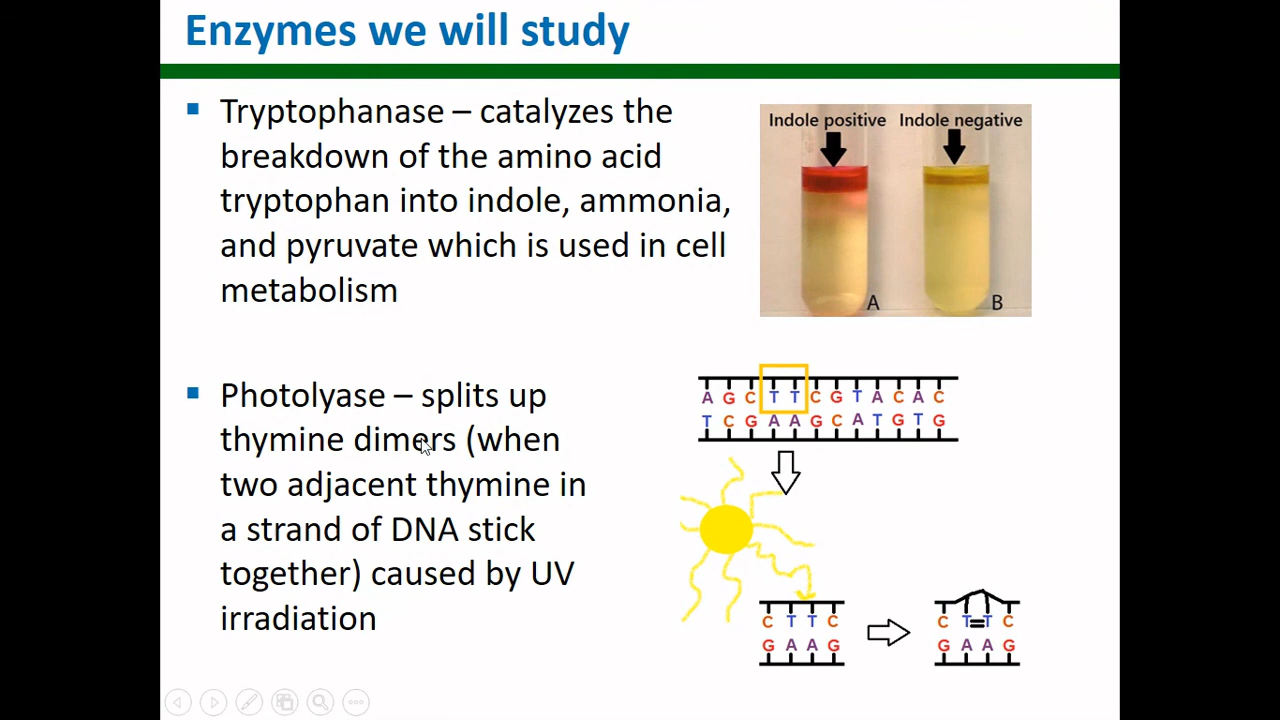 Enzymes we will study
Tryptophanase – catalyzes the
breakdown of the amino acid
tryptophan into indole, ammonia,
and pyruvate which is used in cell
metabolism
Indole positive
Indole negative
A
B
Photolyase – splits up
thymine dimers (when
two adjacent thymine in
a strand of DNA stick
together) caused by UV
irradiation
A G C T T C G T A C A C
T C G A A G C A T G T G
C T T C
G A A G
C T=T C
G A A G